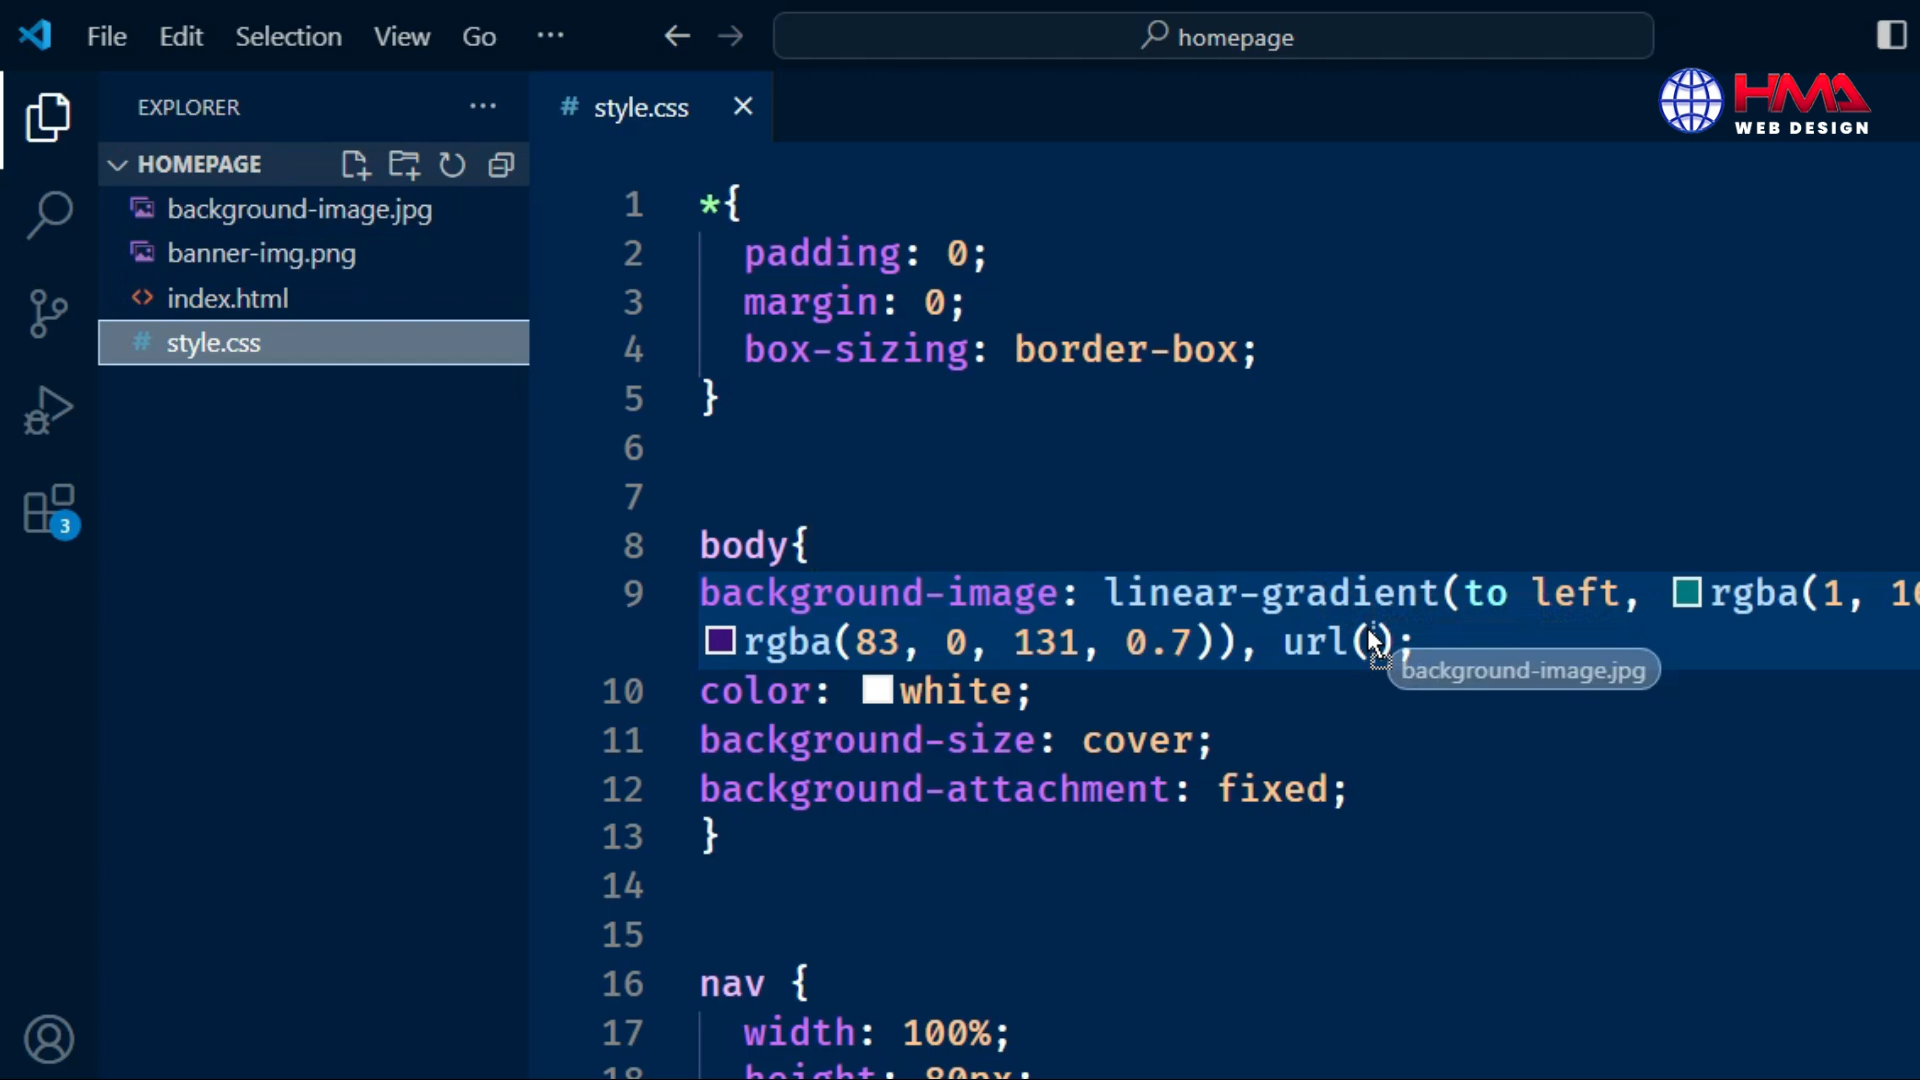 File Edit Selection View Go ··· homepage
HMA
WEB DESIGN
EXPLORER ···
# style.css ×
HOMEPAGE
background-image.jpg
banner-img.png
<> index.html
# style.css
3
1 *{
2 padding: 0;
3 margin: 0;
4 box-sizing: border-box;
5 }
6
7
8 body{
9 background-image: linear-gradient(to left, rgba(1,
rgba(83, 0, 131, 0.7)), url();
background-image.jpg
10 color: white;
11 background-size: cover;
12 background-attachment: fixed;
13 }
14
15
16 nav {
17 width: 100%;
18 height: 80px;